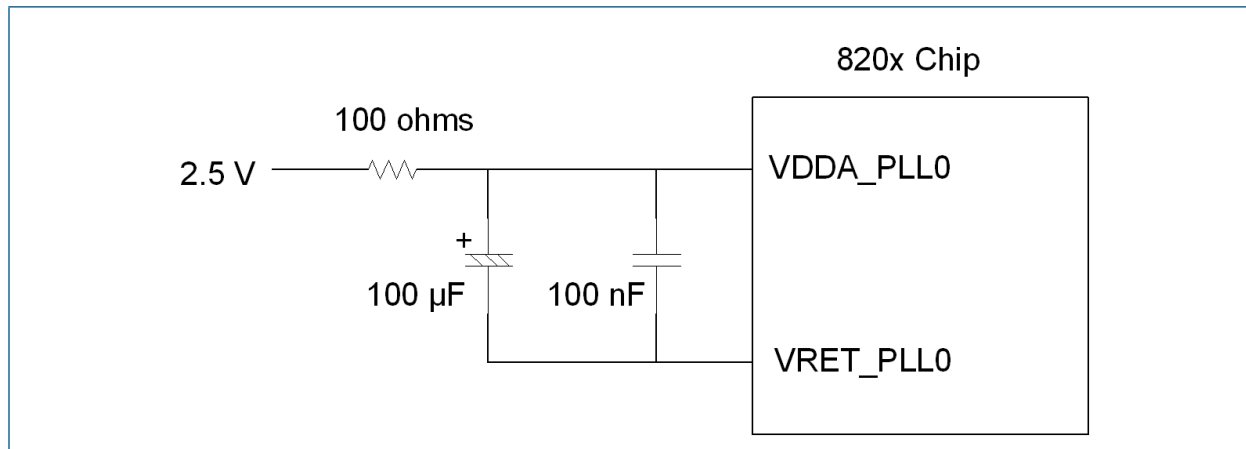 820x Chip
100 ohms
2.5 V
VDDA_PLL0
+
100 µF
100 nF
VRET_PLL0